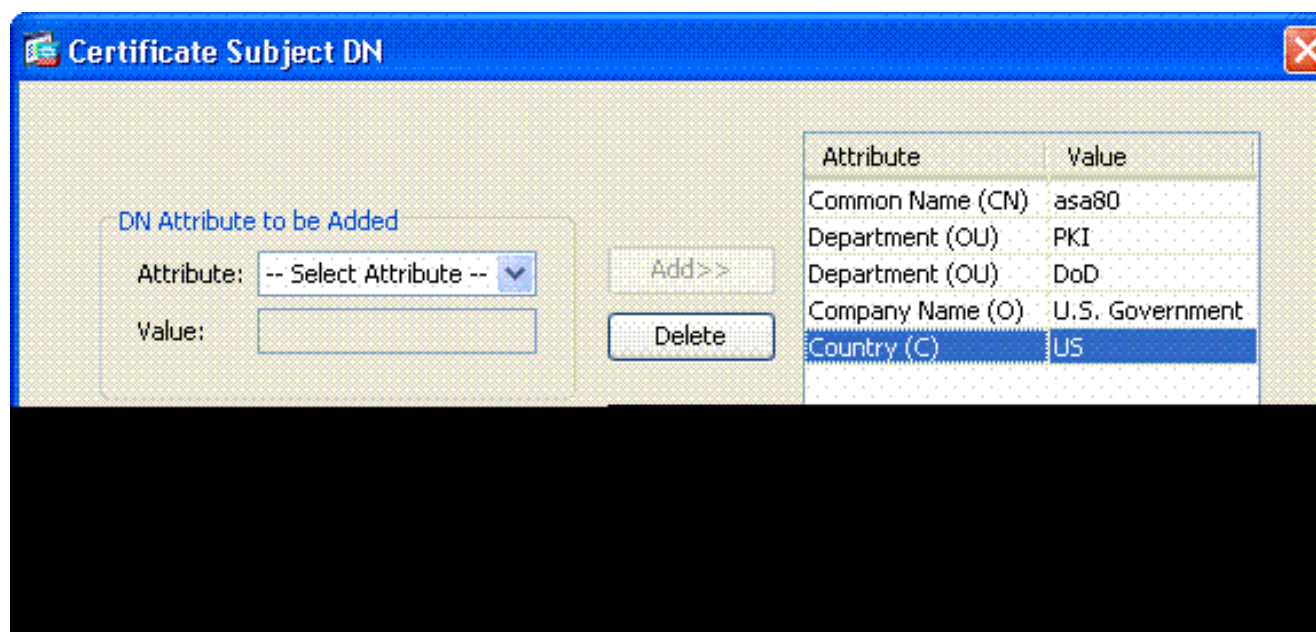 Certificate Subject DN
DN Attribute to be Added
Attribute: -- Select Attribute --
Value:
Add>>
Delete
Attribute Value
Common Name (CN) asa80
Department (OU) PKI
Department (OU) DoD
Company Name (O) U.S. Government
Country (C) US